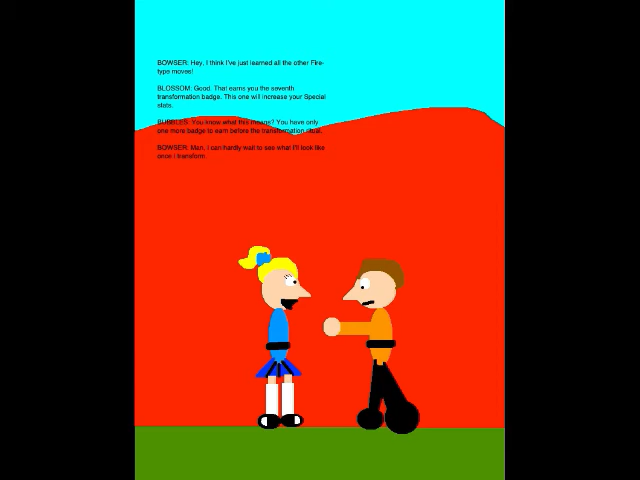 BOWSER: Hey, I think I've just learned all the other Fire-
type moves!
BLOSSOM: Good. That earns you the seventh
transformation badge. This one will increase your Special
stats.
BUBBLES: You know what this means? You have only
one more badge to earn before the transformation ritual.
BOWSER: Man, I can hardly wait to see what I'll look like
once I transform.